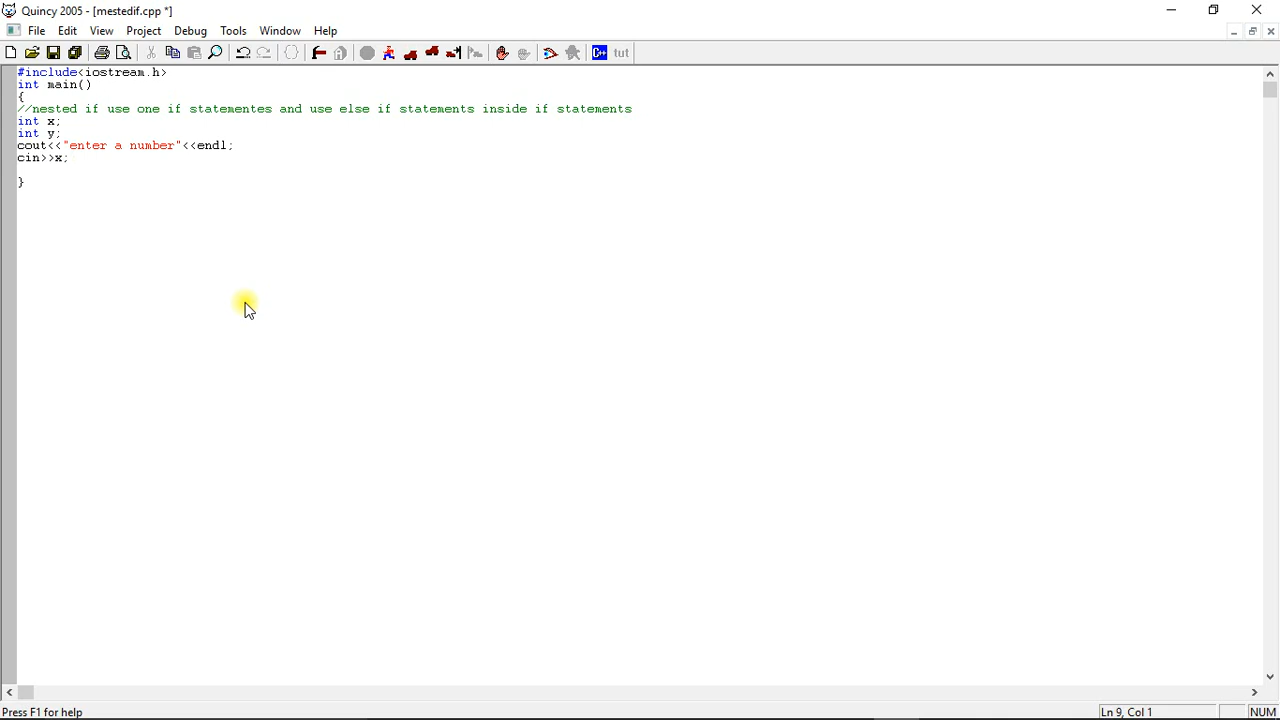 Quincy 2005 - [mestedif.cpp *]
File Edit View Project Debug Tools Window Help
C++ tut
#include<iostream.h>
int main()
{
//nested if use one if statementes and use else if statements inside if statements
int x;
int y;
cout<<"enter a number"<<endl;
cin>>x;
}
Press F1 for help
Ln 9, Col 1
NUM